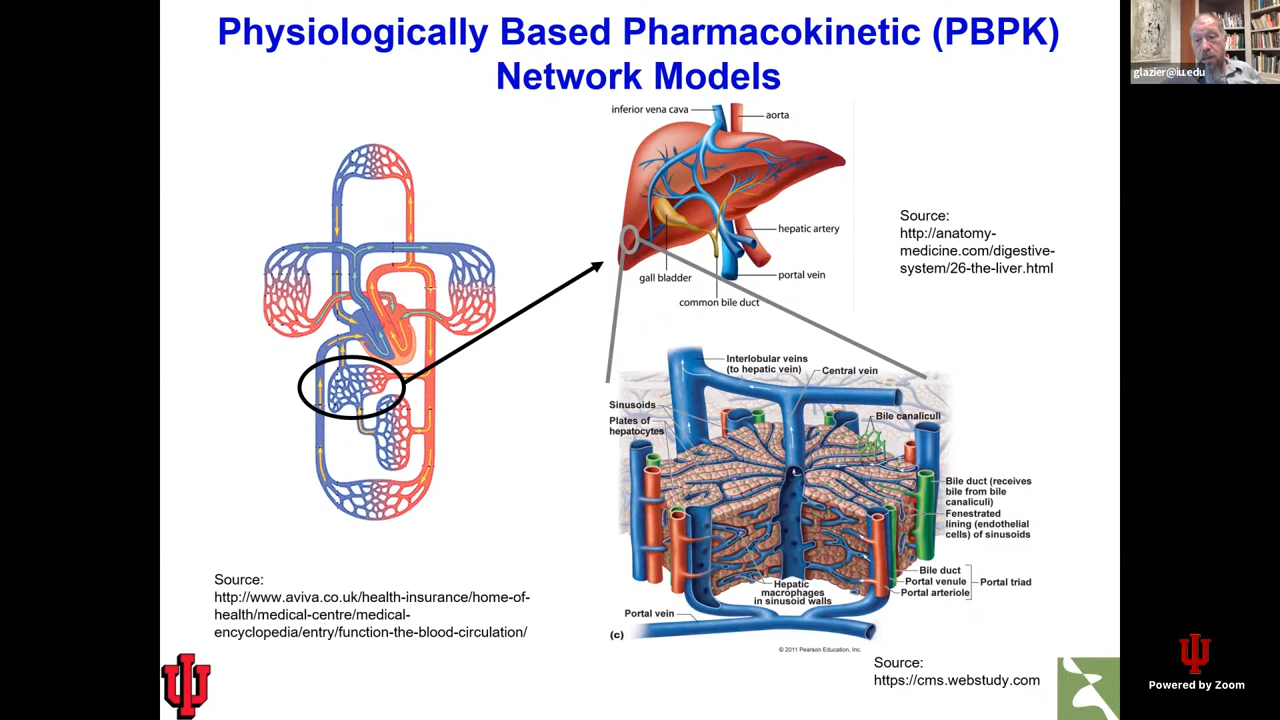 Physiologically Based Pharmacokinetic (PBPK)
Network Models
glazier@iu.edu
inferior vena cava
aorta
hepatic artery
gall bladder
portal vein
common bile duct
Source:
http://anatomy-
medicine.com/digestive-
system/26-the-liver.html
Interlobular veins
(to hepatic vein)
Central vein
Sinusoids
Plates of
hepatocytes
Bile canaliculi
Bile duct (receives
bile from bile
canaliculi)
Fenestrated
lining (endothelial
cells) of sinusoids
Bile duct
Portal venule
Portal arteriole
Portal triad
Hepatic
macrophages
in sinusoid walls
Portal vein
(c)
© 2011 Pearson Education, Inc.
Source:
http://www.aviva.co.uk/health-insurance/home-of-
health/medical-centre/medical-
encyclopedia/entry/function-the-blood-circulation/
Source:
https://cms.webstudy.com
Powered by Zoom